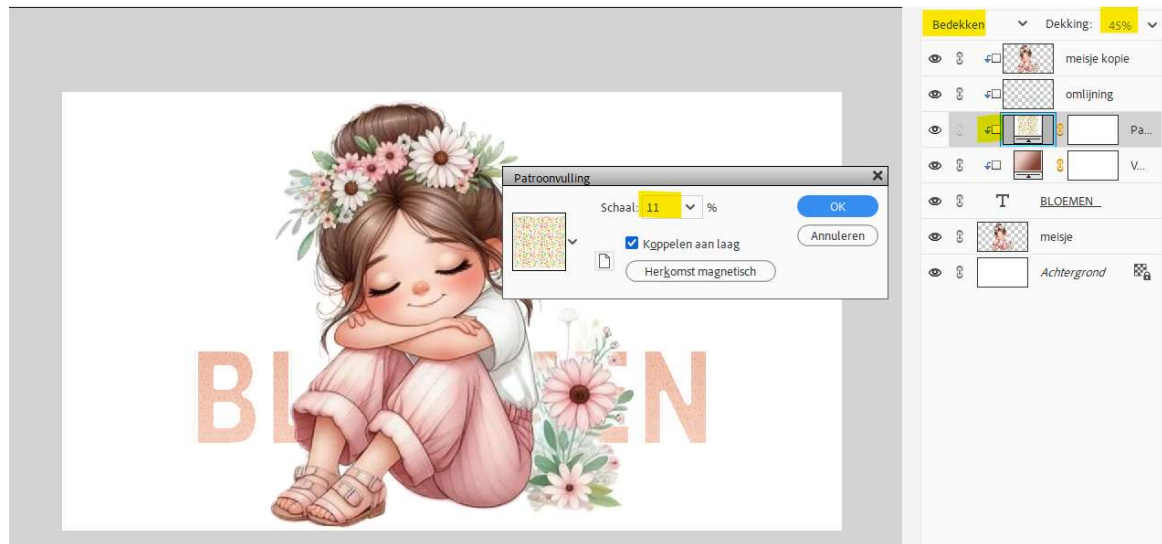 Bedekken Dekking: 45%
meisje kopie
omlijning
Pa...
V...
T BLOEMEN
meisje
Achtergrond
Patroonvulling
Schaal: 11 %
OK
Koppelen aan laag
Annuleren
Herkomst magnetisch
BL MEN